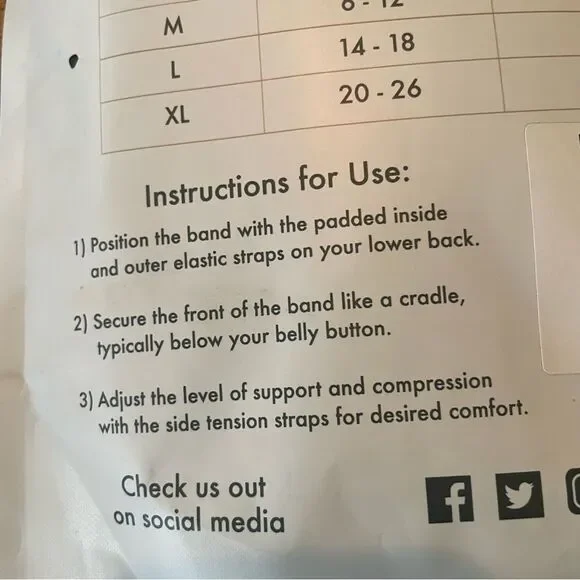 M
8 - 12
L
14 - 18
XL
20 - 26
Instructions for Use:
1) Position the band with the padded inside
and outer elastic straps on your lower back.
2) Secure the front of the band like a cradle,
typically below your belly button.
3) Adjust the level of support and compression
with the side tension straps for desired comfort.
Check us out
on social media